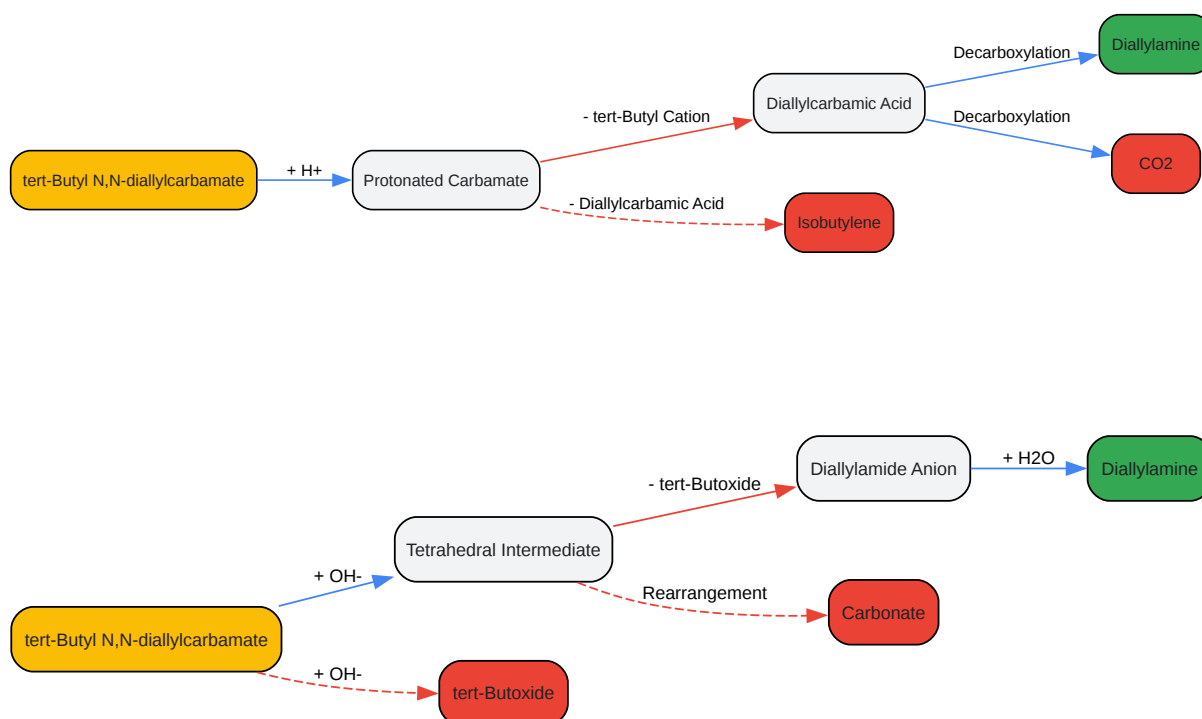 Diallylamine
Decarboxylation
Diallylcarbamic Acid
- tert-Butyl Cation
Decarboxylation
CO2
tert-Butyl N,N-diallylcarbamate
+ H+
Protonated Carbamate
- Diallylcarbamic Acid
Isobutylene
Diallylamide Anion
+ H2O
Diallylamine
- tert-Butoxide
Tetrahedral Intermediate
+ OH-
Rearrangement
Carbonate
tert-Butyl N,N-diallylcarbamate
+ OH-
tert-Butoxide